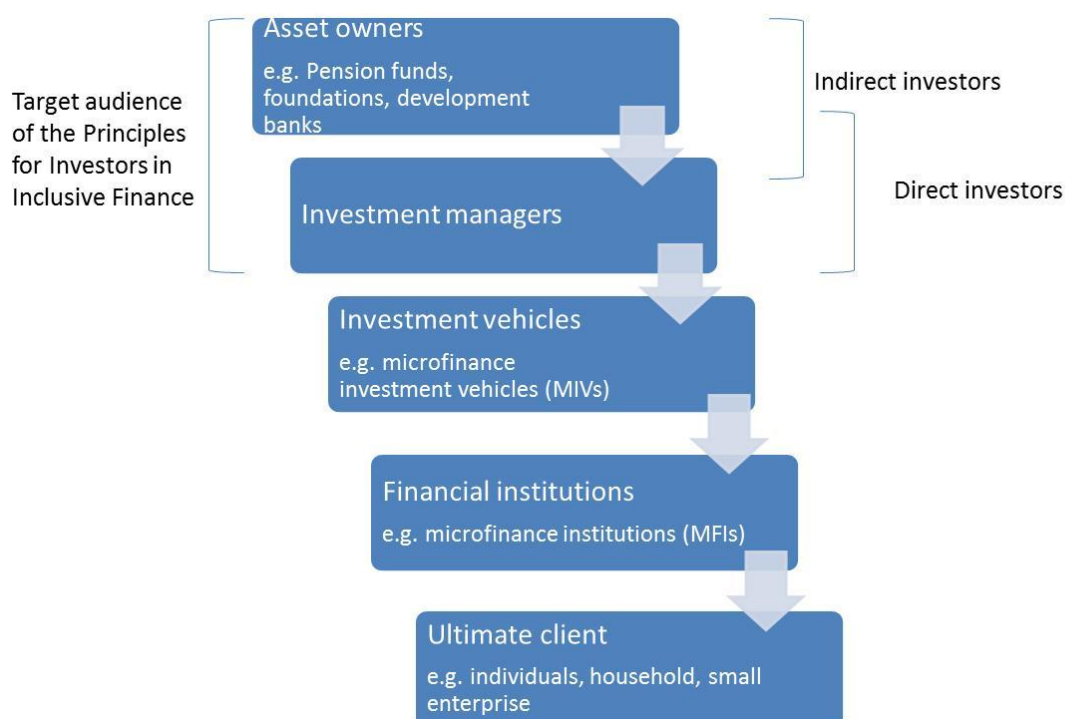 Asset owners
e.g. Pension funds,
foundations, development
banks
Indirect investors
Target audience
of the Principles
for Investors in
Inclusive Finance
Investment managers
Direct investors
Investment vehicles
e.g. microfinance
investment vehicles (MIVs)
Financial institutions
e.g. microfinance institutions (MFIs)
Ultimate client
e.g. individuals, household, small
enterprise